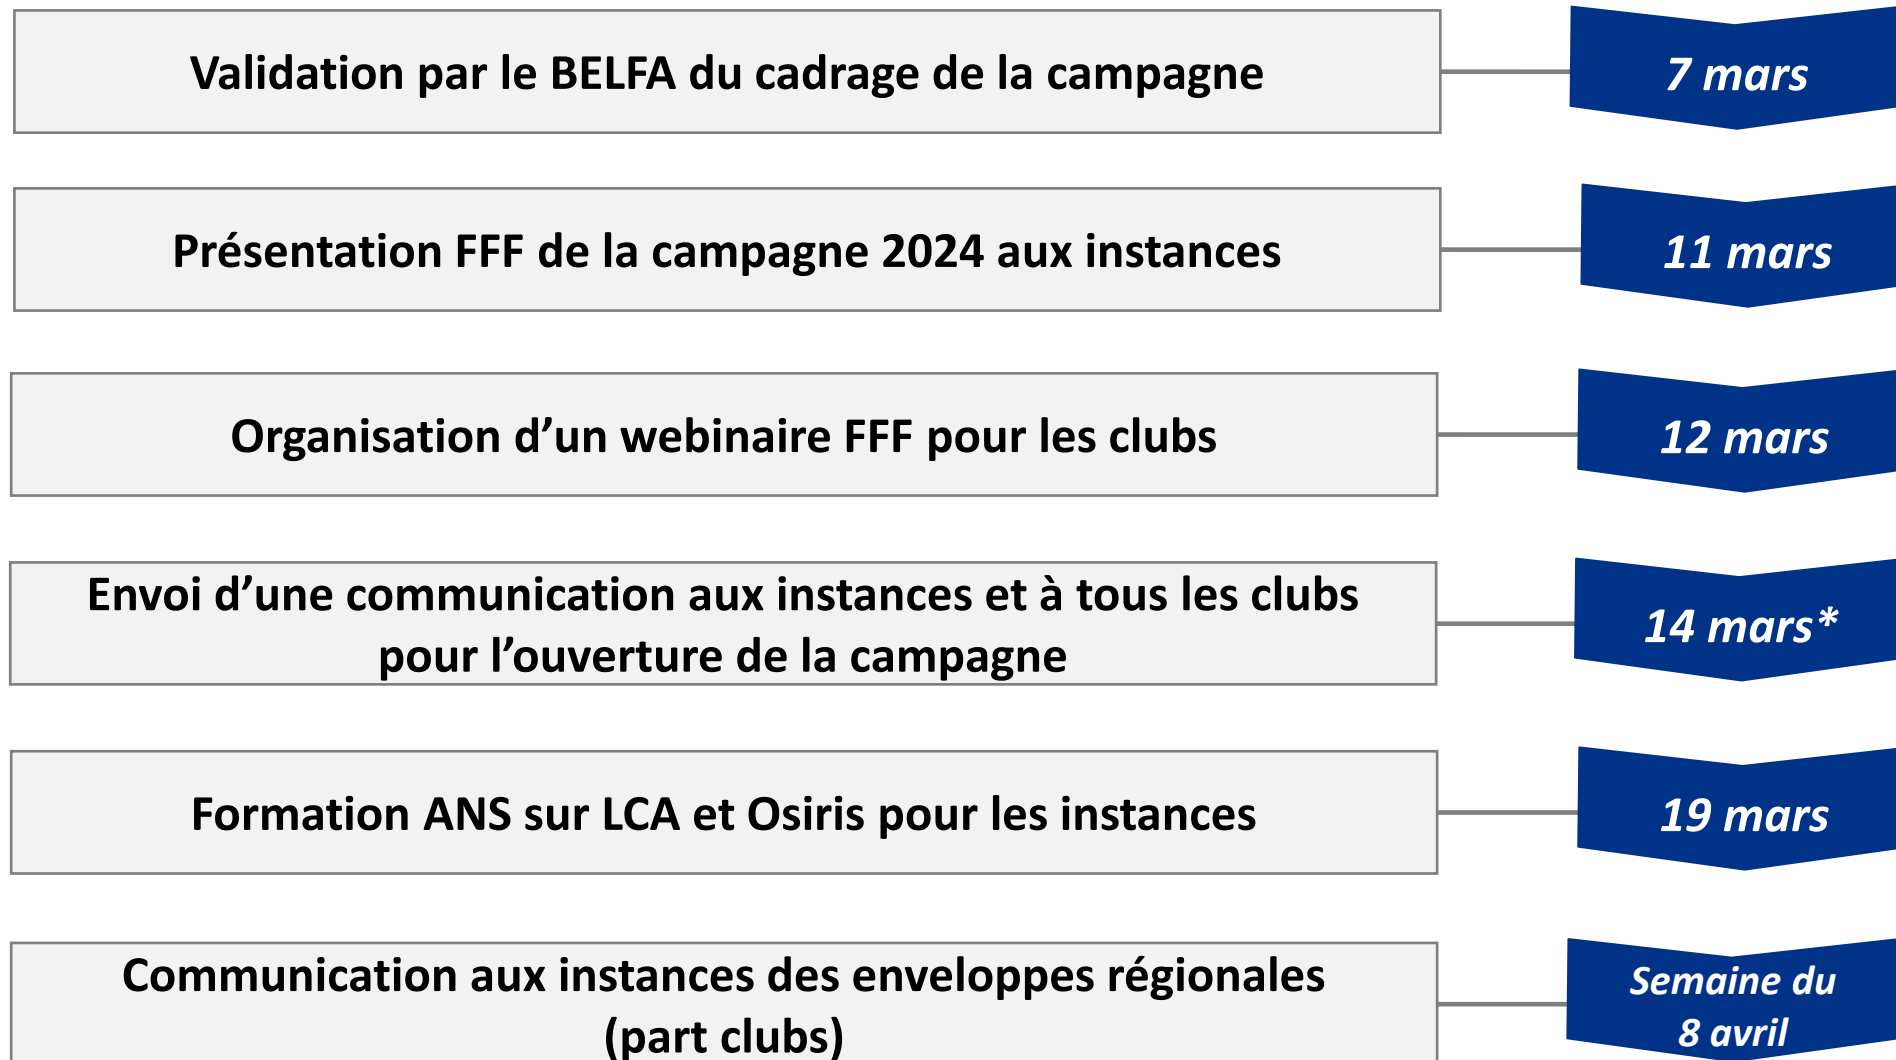 Validation par le BELFA du cadrage de la campagne
7 mars
Présentation FFF de la campagne 2024 aux instances
11 mars
Organisation d’un webinaire FFF pour les clubs
12 mars
Envoi d’une communication aux instances et à tous les clubs
pour l’ouverture de la campagne
14 mars*
Formation ANS sur LCA et Osiris pour les instances
19 mars
Communication aux instances des enveloppes régionales
(part clubs)
Semaine du
8 avril